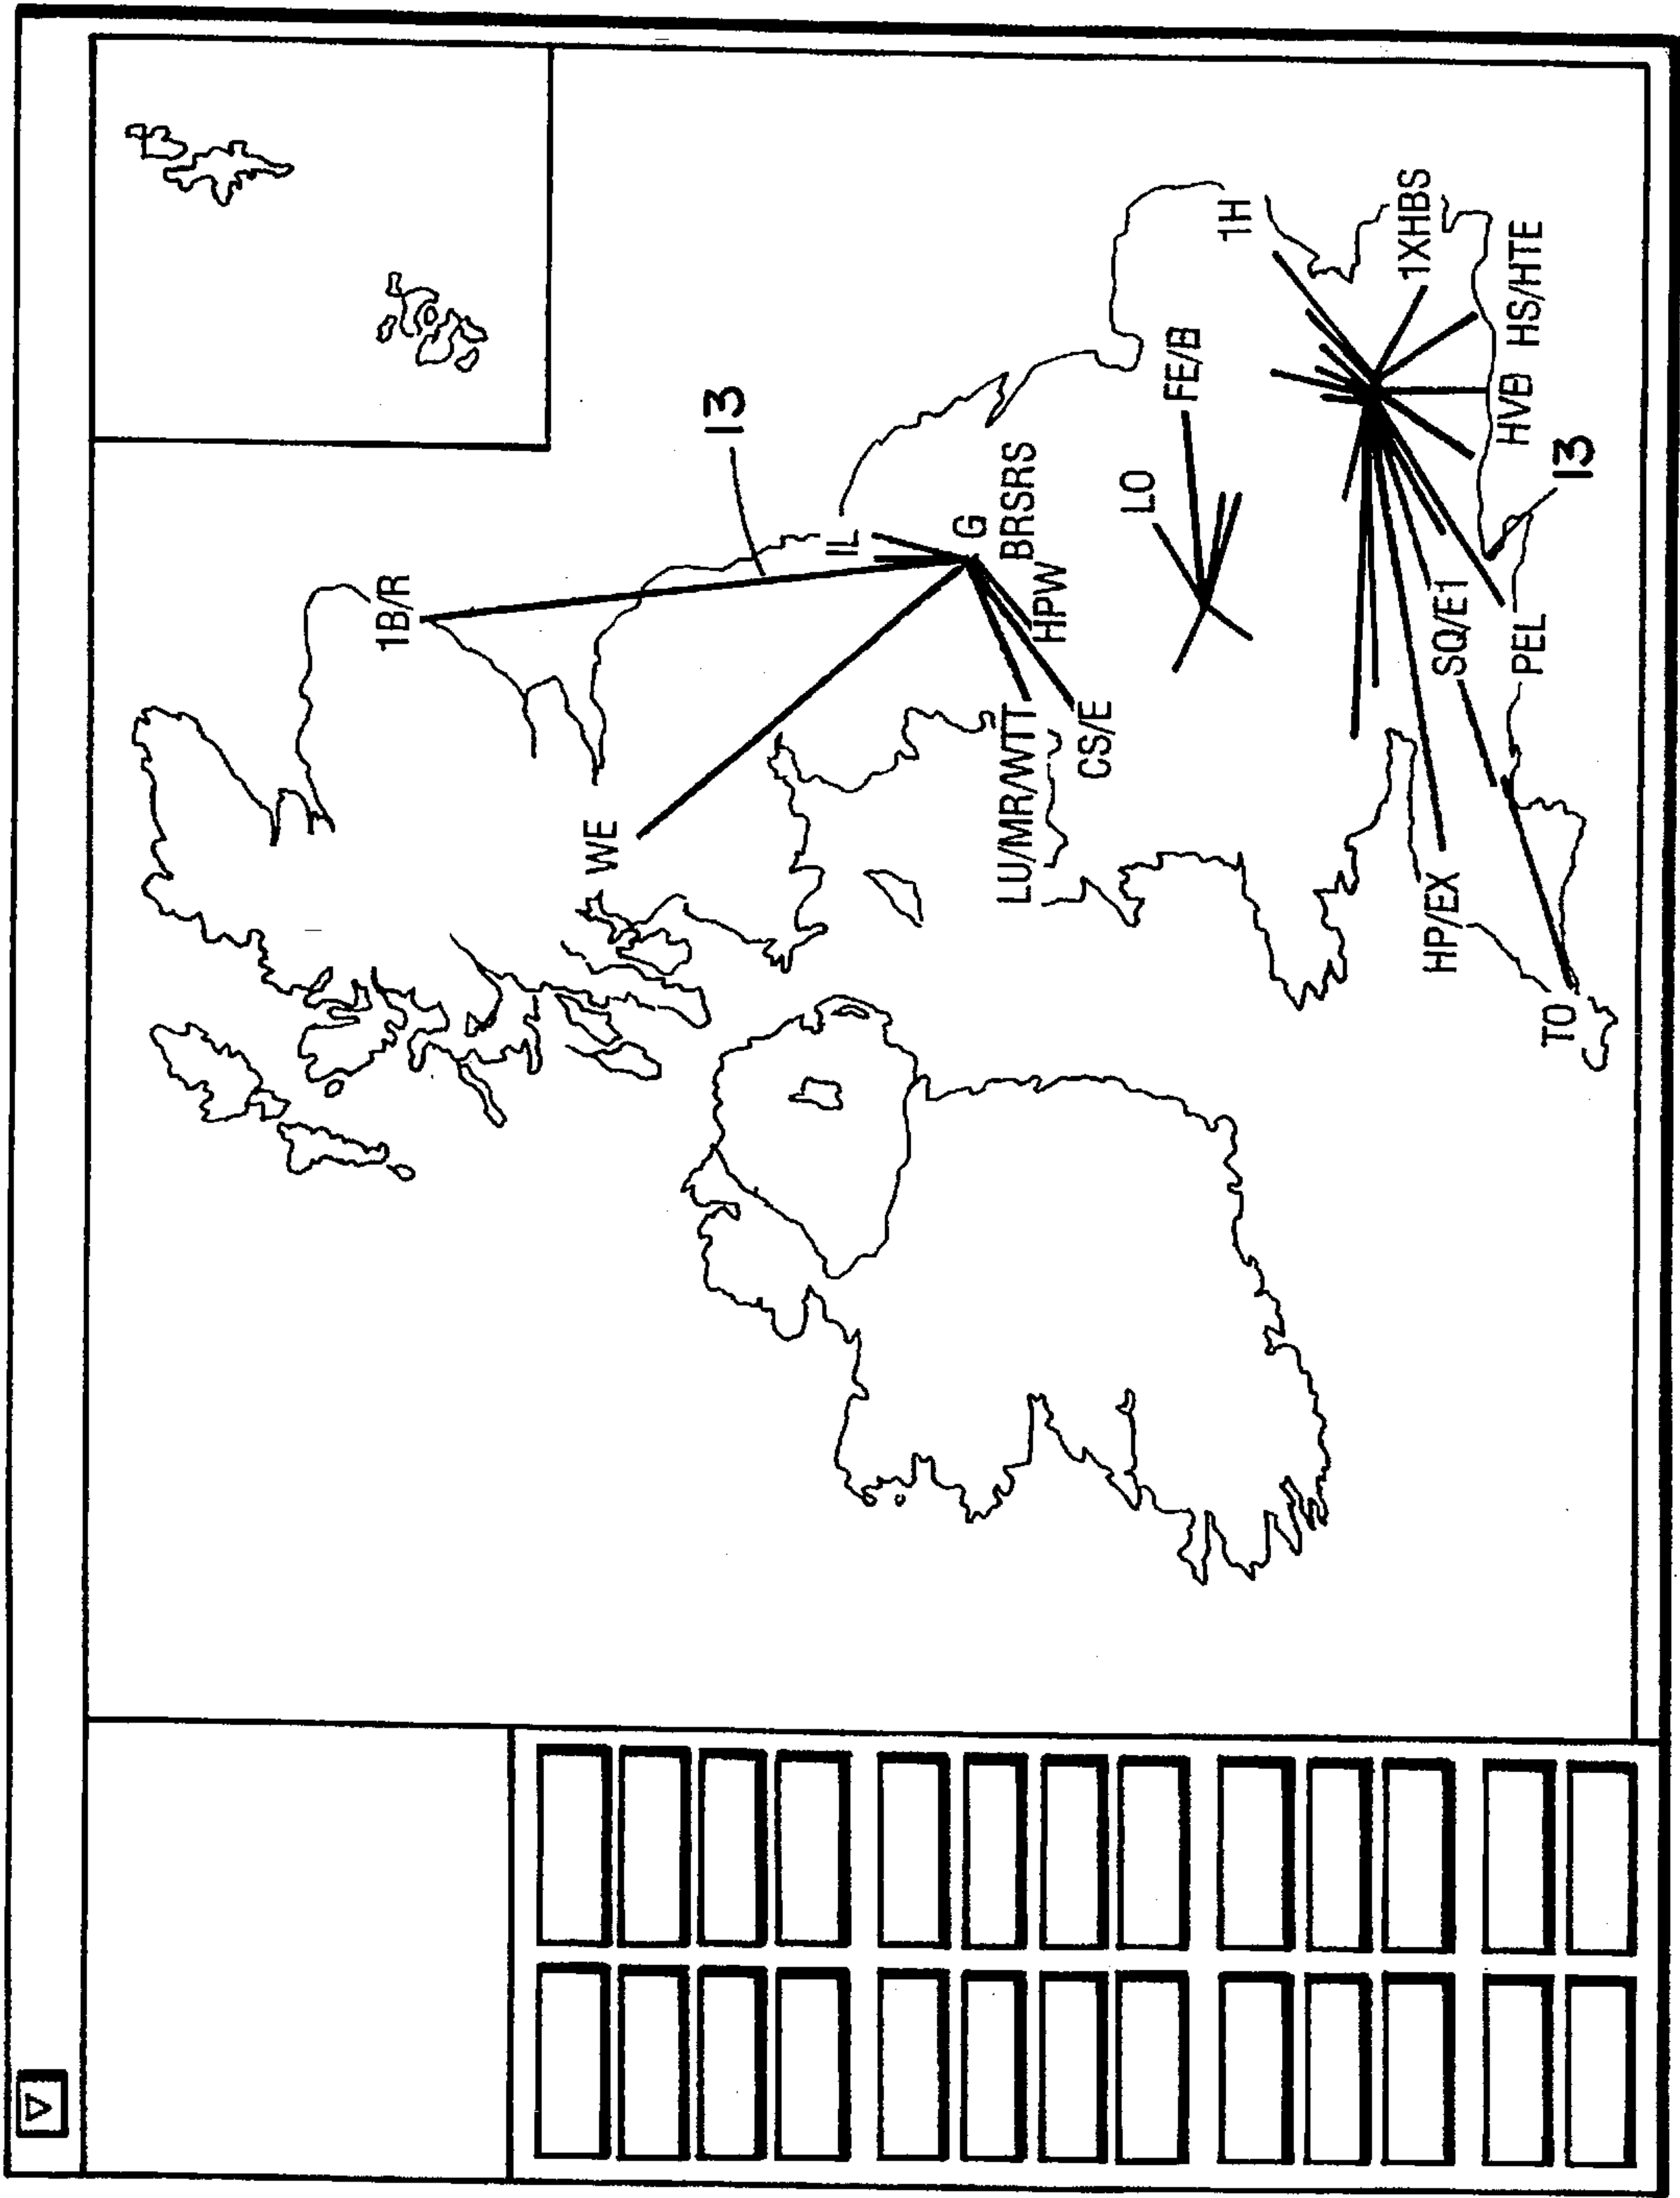 1B/R
13
WE
IL
G
BRSRS
HPW
LU/MR/WTT
CS/E
LO
FE/B
1H
1XHBS
HS/HTE
HVB
13
SQ/E1
PEL
HP/EX
TO